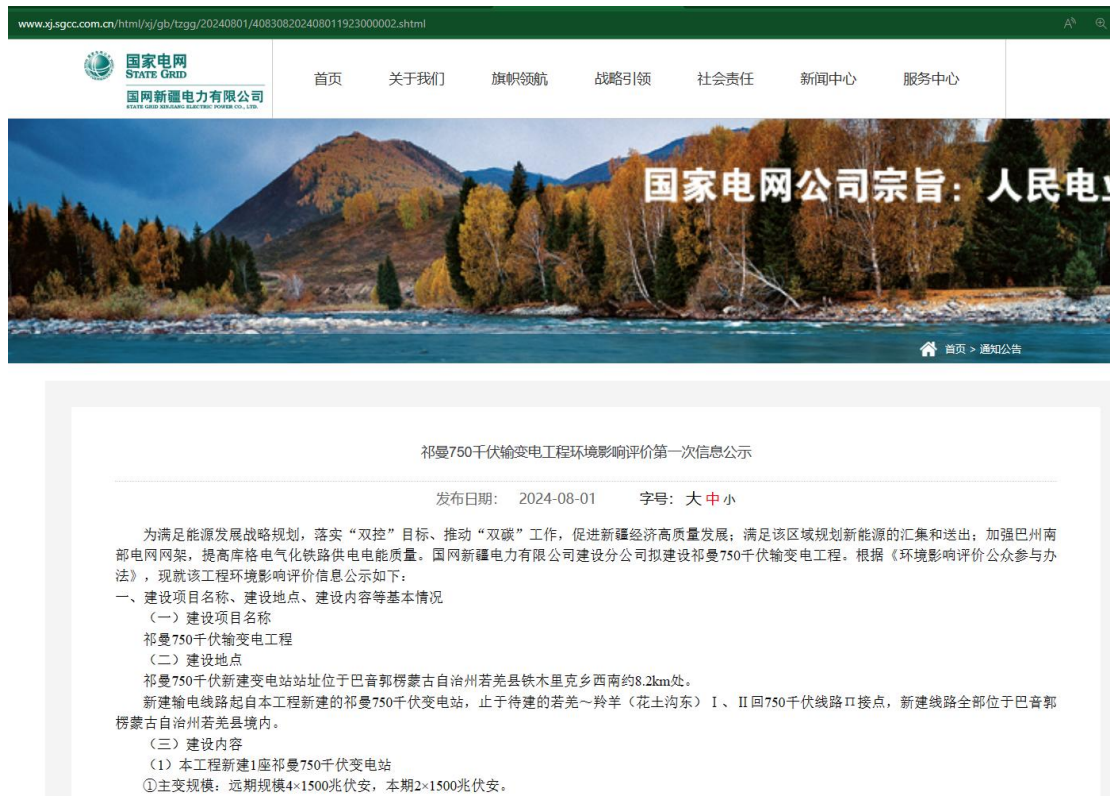 www.xj.sgcc.com.cn/html/xj/gb/tzgg/20240801/408308202408011923000002.shtml
国家电网
STATE GRID
国网新疆电力有限公司
STATE GRID XINJIANG ELECTRIC POWER CO., LTD.
首页 关于我们 旗帜领航 战略引领 社会责任 新闻中心 服务中心
国家电网公司宗旨：人民电业
首页 > 通知公告
祁曼750千伏输变电工程环境影响评价第一次信息公示
发布日期： 2024-08-01 字号： 大 中 小
为满足能源发展战略规划，落实“双控”目标、推动“双碳”工作，促进新疆经济高质量发展；满足该区域规划新能源的汇集和送出；加强巴州南
部电网网架，提高库格电气化铁路供电电能质量。国网新疆电力有限公司建设分公司拟建设祁曼750千伏输变电工程。根据《环境影响评价公众参与办
法》，现就该工程环境影响评价信息公示如下：
一、建设项目名称、建设地点、建设内容等基本情况
（一）建设项目名称
祁曼750千伏输变电工程
（二）建设地点
祁曼750千伏新建变电站站址位于巴音郭楞蒙古自治州若羌县铁木里克乡西南约8.2km处。
新建输电线路起自本工程新建的祁曼750千伏变电站，止于待建的若羌～羚羊（花土沟东）Ⅰ、Ⅱ回750千伏线路π接点，新建线路全部位于巴音郭
楞蒙古自治州若羌县境内。
（三）建设内容
（1）本工程新建1座祁曼750千伏变电站
①主变规模：远期规模4×1500兆伏安，本期2×1500兆伏安。